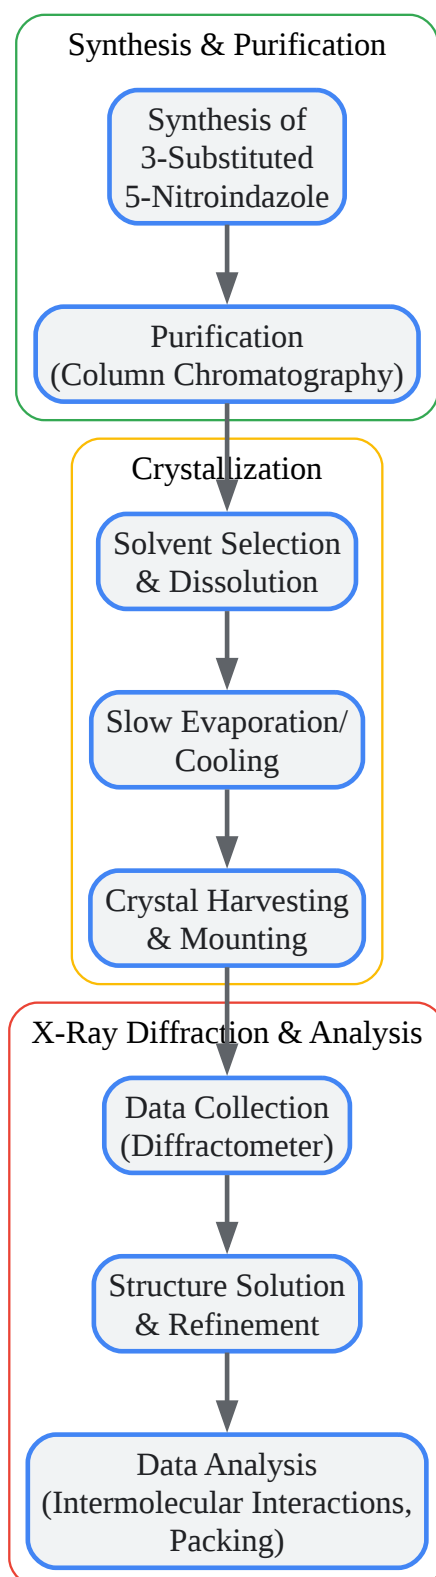 Synthesis & Purification
Synthesis of
3-Substituted
5-Nitroindazole
Purification
(Column Chromatography)
Crystallization
Solvent Selection
& Dissolution
Slow Evaporation/
Cooling
Crystal Harvesting
& Mounting
X-Ray Diffraction & Analysis
Data Collection
(Diffractometer)
Structure Solution
& Refinement
Data Analysis
(Intermolecular Interactions,
Packing)